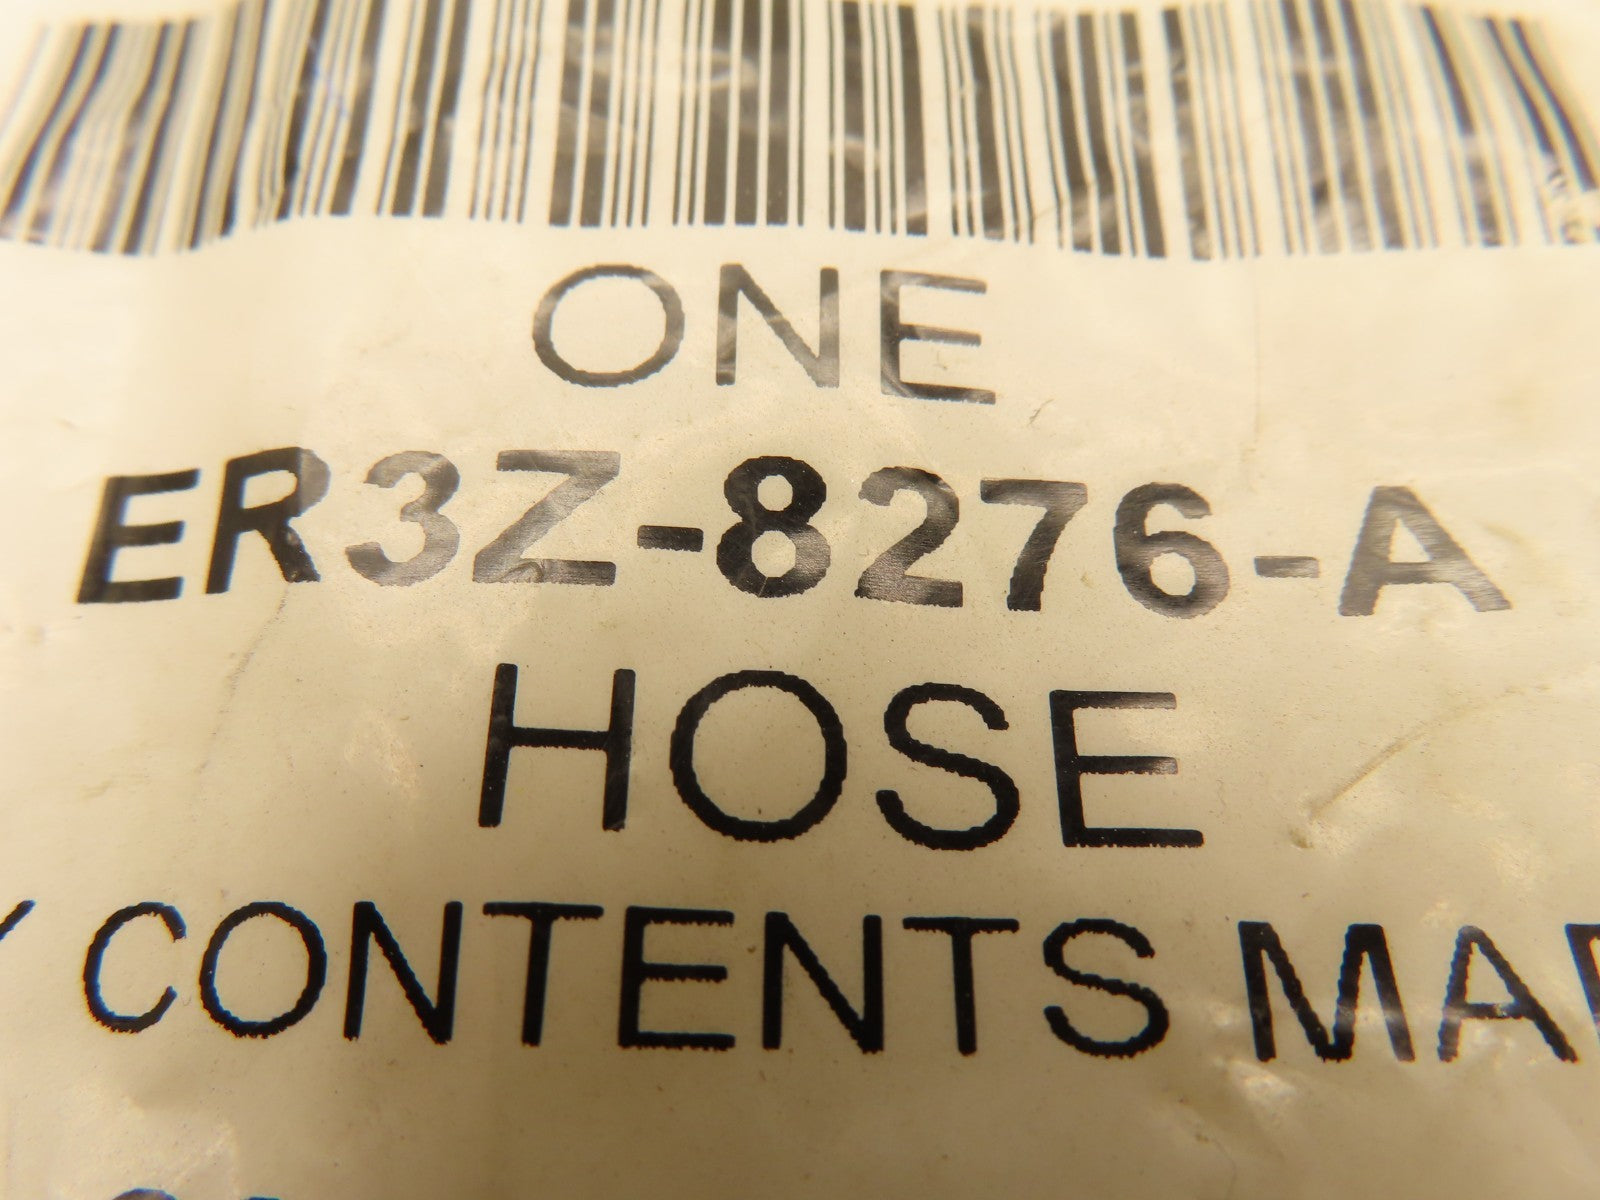 ONE
ER3Z-8276-A
HOSE
CONTENTS